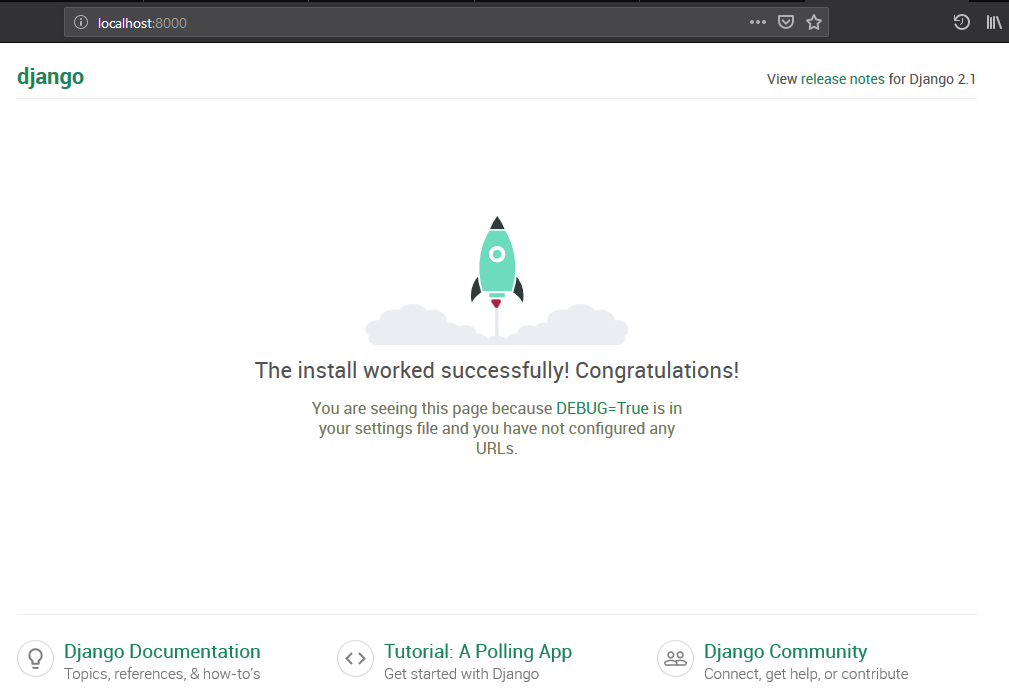 localhost:8000
django
View release notes for Django 2.1
The install worked successfully! Congratulations!
You are seeing this page because DEBUG=True is in
your settings file and you have not configured any
URLs.
Django Documentation
Topics, references, & how-to's
Tutorial: A Polling App
Get started with Django
Django Community
Connect, get help, or contribute